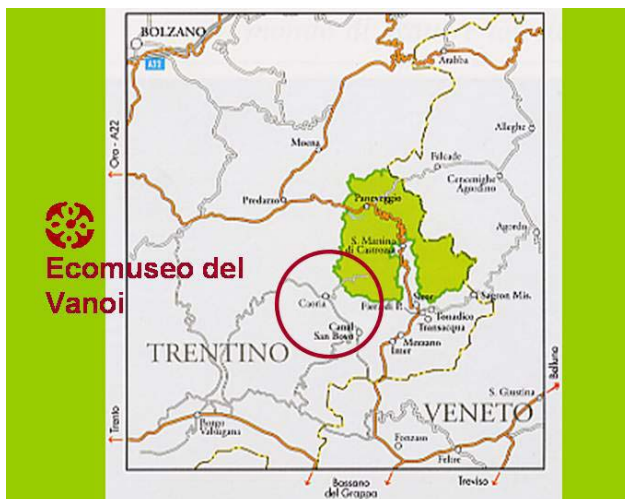 BOLZANO
A22
Arabba
Ora - A22
Moena
Alleghe
Falcade
Cencenighe
Agordino
Predazzo
Paneveggio
Agordo
S. Martino
di Castrozza
Ecomuseo del
Vanoi
Caoria
Fiera di P.
Siror
Sagron Mis.
Tonadico
Transacqua
Canal
San Bovo
Mezzano
Imer
TRENTINO
Belluno
S. Giustina
VENETO
Trento
Borgo
Valsugana
Fonzaso
Feltre
Bassano
del Grappa
Treviso